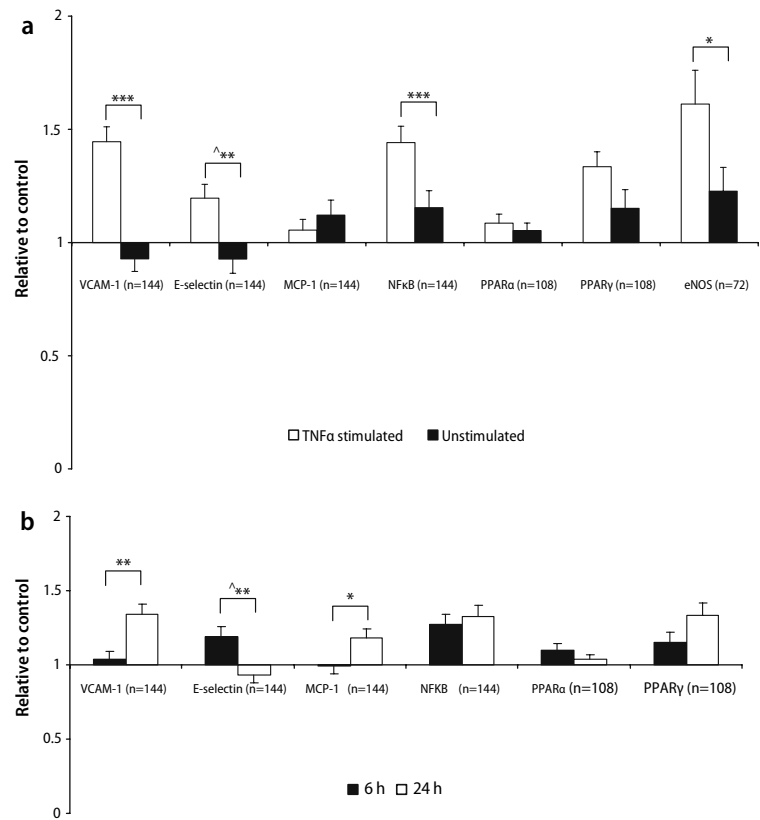 a
Relative to control
2
1.5
1
0.5
0
***
^**
***
*
VCAM-1 (n=144) E-selectin (n=144) MCP-1 (n=144) NFκB (n=144) PPARα (n=108) PPARγ (n=108) eNOS (n=72)
TNFα stimulated Unstimulated
b
Relative to control
2
1.5
1
0.5
0
**
^**
*
VCAM-1 (n=144) E-selectin (n=144) MCP-1 (n=144) NFKB (n=144) PPARα (n=108) PPARγ (n=108)
6 h 24 h